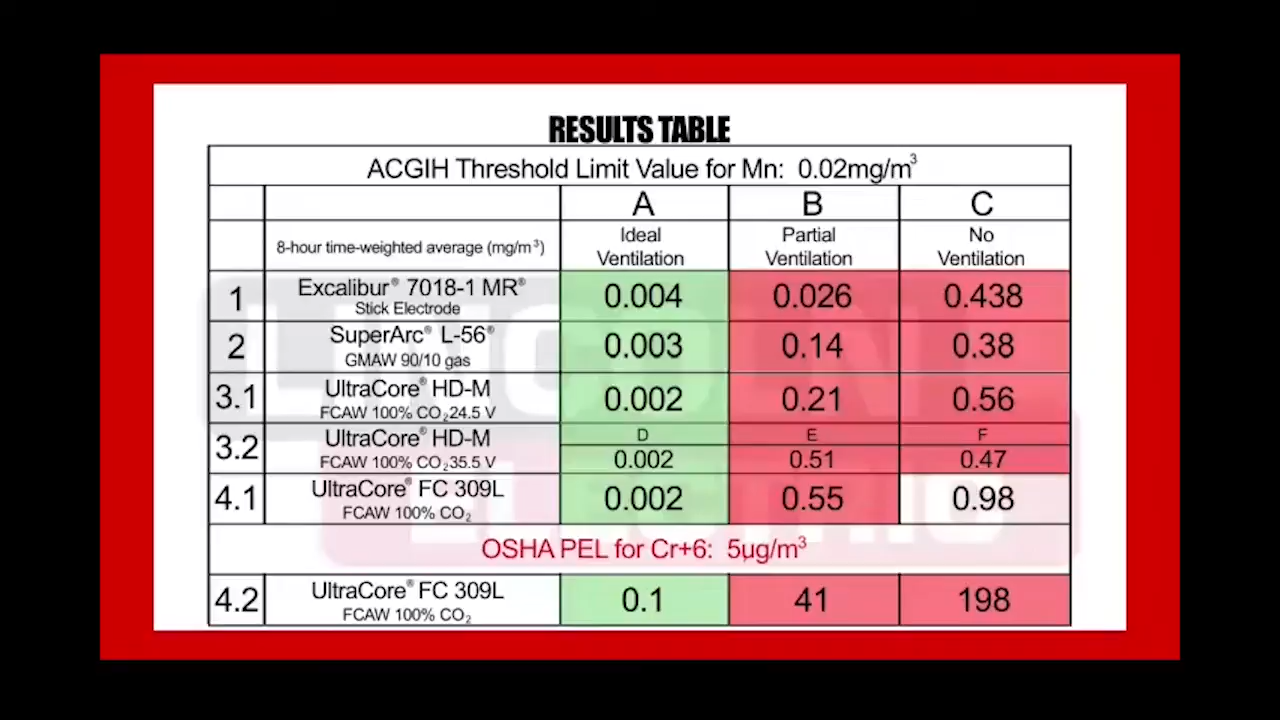 RESULTS TABLE
ACGIH Threshold Limit Value for Mn: 0.02mg/m³
A B C
8-hour time-weighted average (mg/m³) Ideal Ventilation Partial Ventilation No Ventilation
1 Excalibur® 7018-1 MR® Stick Electrode 0.004 0.026 0.438
2 SuperArc® L-56® GMAW 90/10 gas 0.003 0.14 0.38
3.1 UltraCore® HD-M FCAW 100% CO₂24.5 V 0.002 0.21 0.56
D E F
3.2 UltraCore® HD-M FCAW 100% CO₂35.5 V 0.002 0.51 0.47
4.1 UltraCore® FC 309L FCAW 100% CO₂ 0.002 0.55 0.98
OSHA PEL for Cr+6: 5µg/m³
4.2 UltraCore® FC 309L FCAW 100% CO₂ 0.1 41 198
LINCOLN
ELECTRIC